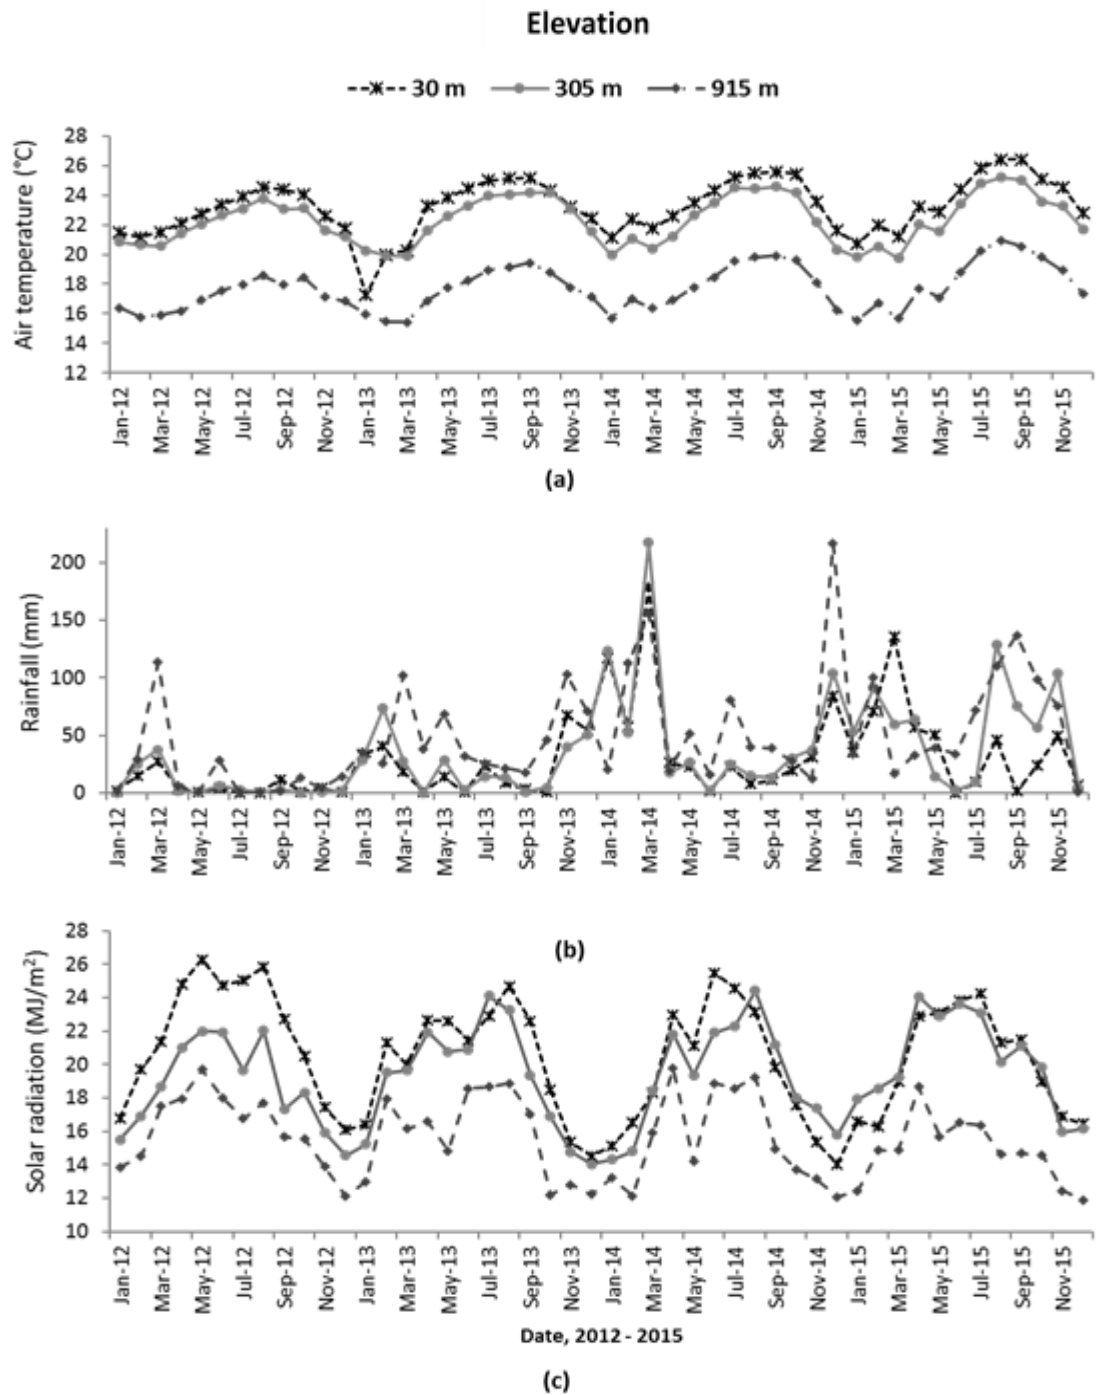 Elevation
30 m 305 m 915 m
Air temperature (°C)
28
26
24
22
20
18
16
14
12
Jan-12 Mar-12 May-12 Jul-12 Sep-12 Nov-12 Jan-13 Mar-13 May-13 Jul-13 Sep-13 Nov-13 Jan-14 Mar-14 May-14 Jul-14 Sep-14 Nov-14 Jan-15 Mar-15 May-15 Jul-15 Sep-15 Nov-15
(a)
Rainfall (mm)
200
150
100
50
0
Jan-12 Mar-12 May-12 Jul-12 Sep-12 Nov-12 Jan-13 Mar-13 May-13 Jul-13 Sep-13 Nov-13 Jan-14 Mar-14 May-14 Jul-14 Sep-14 Nov-14 Jan-15 Mar-15 May-15 Jul-15 Sep-15 Nov-15
(b)
Solar radiation (MJ/m²)
28
26
24
22
20
18
16
14
12
10
Jan-12 Mar-12 May-12 Jul-12 Sep-12 Nov-12 Jan-13 Mar-13 May-13 Jul-13 Sep-13 Nov-13 Jan-14 Mar-14 May-14 Jul-14 Sep-14 Nov-14 Jan-15 Mar-15 May-15 Jul-15 Sep-15 Nov-15
Date, 2012 - 2015
(c)